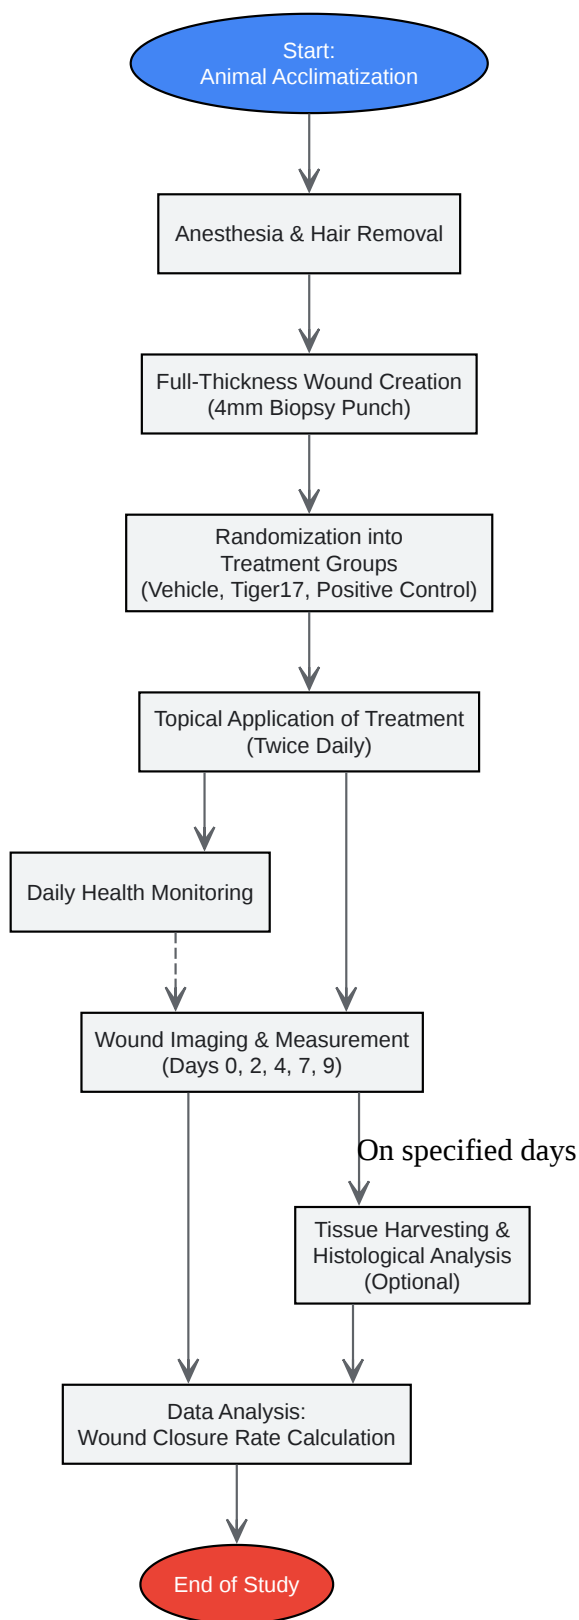 Start:
Animal Acclimatization
Anesthesia & Hair Removal
Full-Thickness Wound Creation
(4mm Biopsy Punch)
Randomization into
Treatment Groups
(Vehicle, Tiger17, Positive Control)
Topical Application of Treatment
(Twice Daily)
Daily Health Monitoring
Wound Imaging & Measurement
(Days 0, 2, 4, 7, 9)
On specified days
Tissue Harvesting &
Histological Analysis
(Optional)
Data Analysis:
Wound Closure Rate Calculation
End of Study